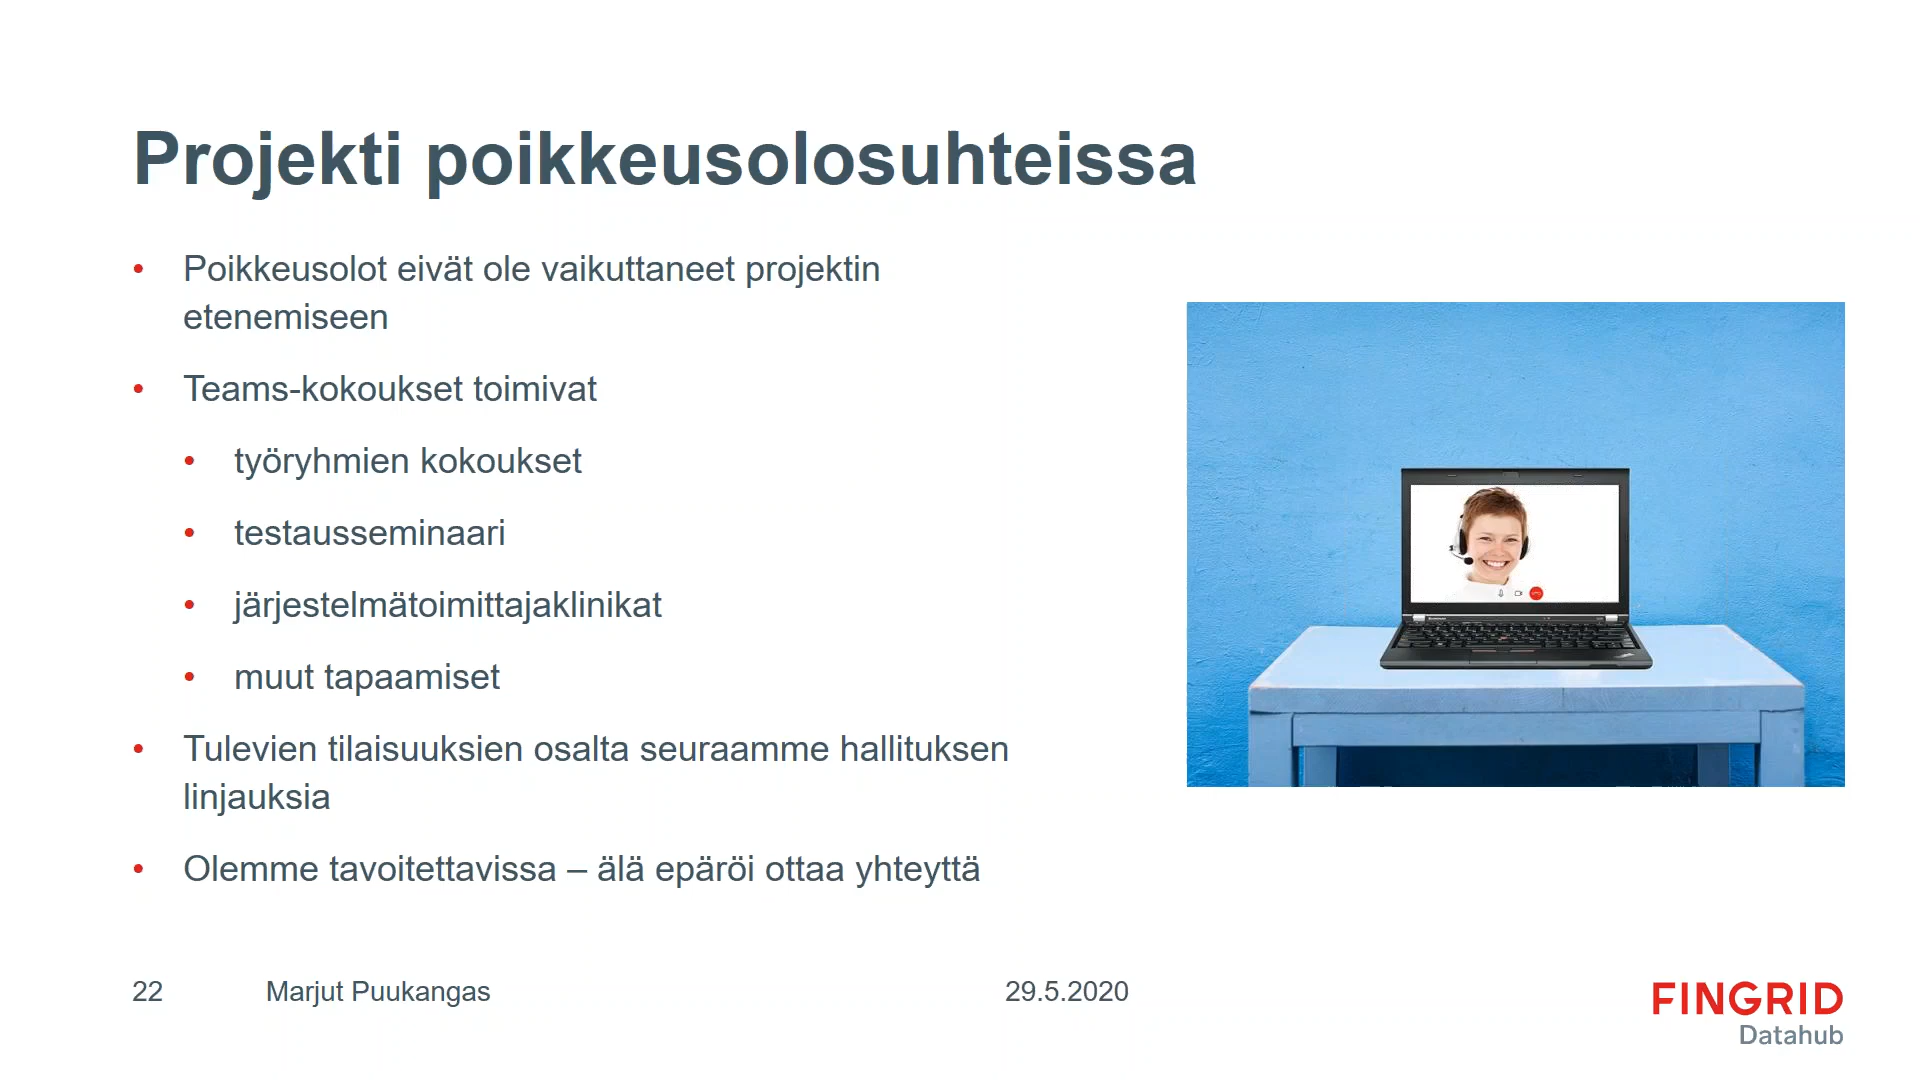 Projekti poikkeusolosuhteissa
• Poikkeusolot eivät ole vaikuttaneet projektin
etenemiseen
• Teams-kokoukset toimivat
• työryhmien kokoukset
• testausseminaari
• järjestelmätoimittajaklinikat
• muut tapaamiset
• Tulevien tilaisuuksien osalta seuraamme hallituksen
linjauksia
• Olemme tavoitettavissa – älä epäröi ottaa yhteyttä
22 Marjut Puukangas 29.5.2020
FINGRID
Datahub